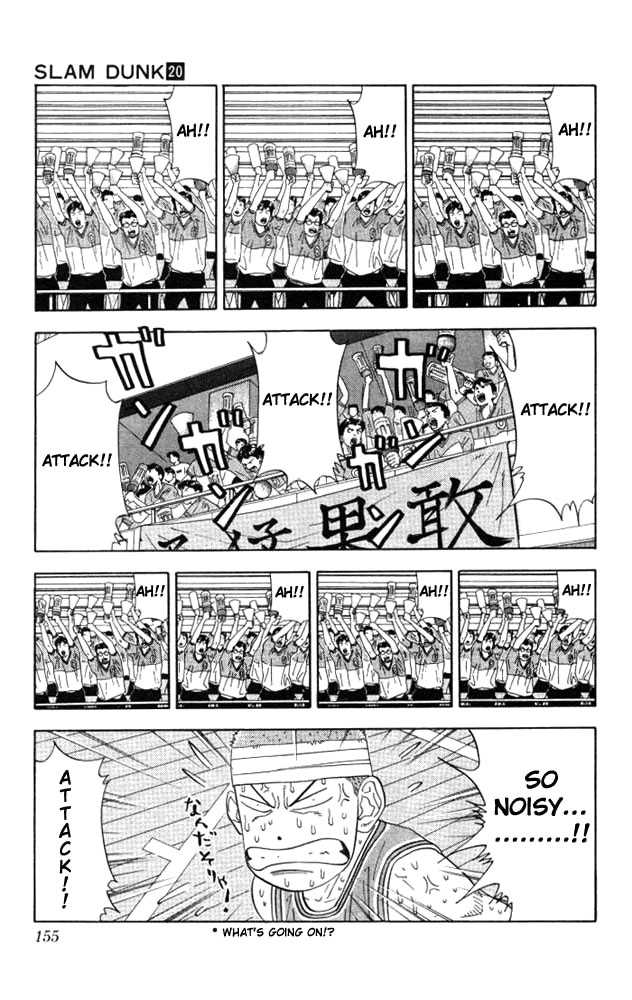 SLAM DUNK 20
AH!!
AH!!
AH!!
ATTACK!!
ガンガン
敢果
ATTACK!!
ガンガン
ATTACK!!
AH!!
AH!!
AH!!
AH!!
SO
NOISY...
.........!!
なんだそりゃ!
ATTACK!!
* WHAT'S GOING ON!?
155